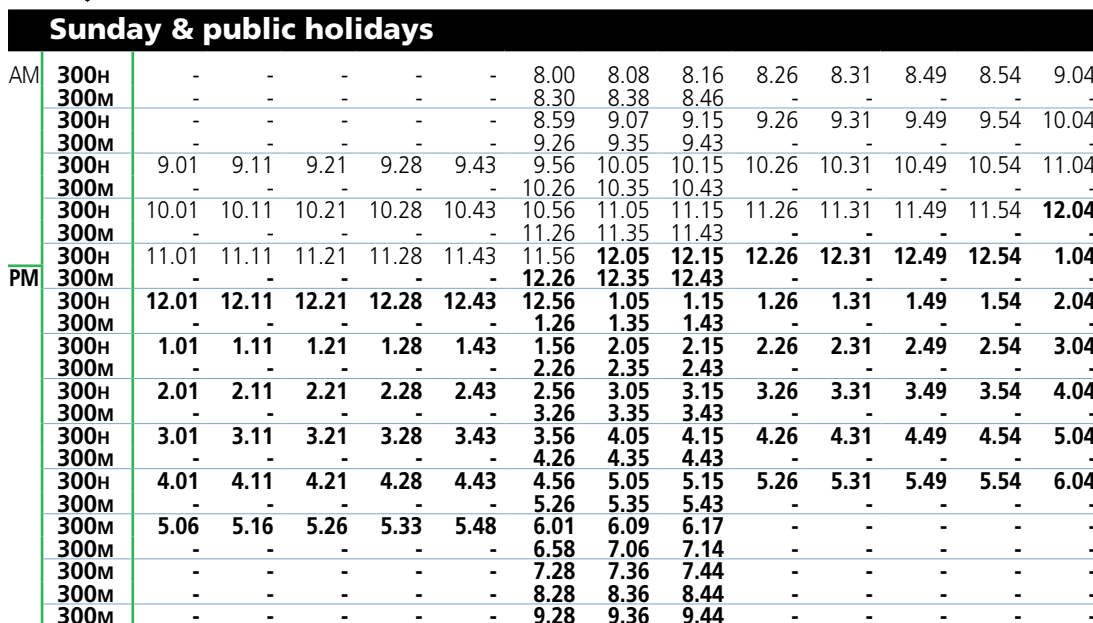 Sunday & public holidays
AM 300H - - - - - 8.00 8.08 8.16 8.26 8.31 8.49 8.54 9.04
300M - - - - - 8.30 8.38 8.46 - - - - -
300H - - - - - 8.59 9.07 9.15 9.26 9.31 9.49 9.54 10.04
300M - - - - - 9.26 9.35 9.43 - - - - -
300H 9.01 9.11 9.21 9.28 9.43 9.56 10.05 10.15 10.26 10.31 10.49 10.54 11.04
300M - - - - - 10.26 10.35 10.43 - - - - -
300H 10.01 10.11 10.21 10.28 10.43 10.56 11.05 11.15 11.26 11.31 11.49 11.54 12.04
300M - - - - - 11.26 11.35 11.43 - - - - -
300H 11.01 11.11 11.21 11.28 11.43 11.56 12.05 12.15 12.26 12.31 12.49 12.54 1.04
PM 300M - - - - - 12.26 12.35 12.43 - - - - -
300H 12.01 12.11 12.21 12.28 12.43 12.56 1.05 1.15 1.26 1.31 1.49 1.54 2.04
300M - - - - - 1.26 1.35 1.43 - - - - -
300H 1.01 1.11 1.21 1.28 1.43 1.56 2.05 2.15 2.26 2.31 2.49 2.54 3.04
300M - - - - - 2.26 2.35 2.43 - - - - -
300H 2.01 2.11 2.21 2.28 2.43 2.56 3.05 3.15 3.26 3.31 3.49 3.54 4.04
300M - - - - - 3.26 3.35 3.43 - - - - -
300H 3.01 3.11 3.21 3.28 3.43 3.56 4.05 4.15 4.26 4.31 4.49 4.54 5.04
300M - - - - - 4.26 4.35 4.43 - - - - -
300H 4.01 4.11 4.21 4.28 4.43 4.56 5.05 5.15 5.26 5.31 5.49 5.54 6.04
300M - - - - - 5.26 5.35 5.43 - - - - -
300M 5.06 5.16 5.26 5.33 5.48 6.01 6.09 6.17 - - - - -
300M - - - - - 6.58 7.06 7.14 - - - - -
300M - - - - - 7.28 7.36 7.44 - - - - -
300M - - - - - 8.28 8.36 8.44 - - - - -
300M - - - - - 9.28 9.36 9.44 - - - - -